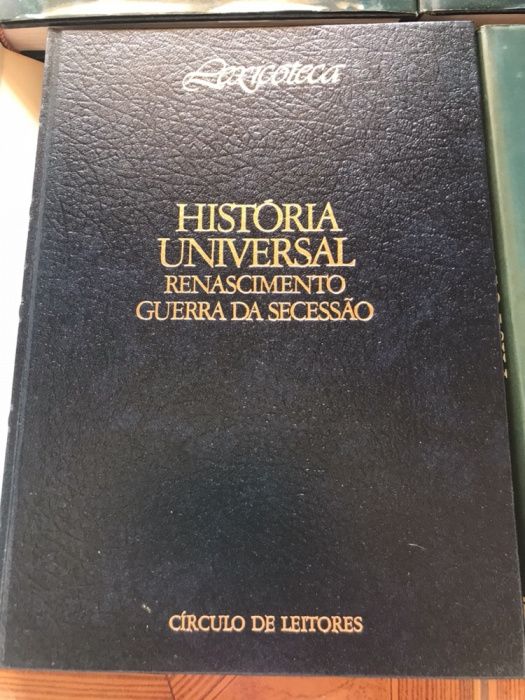 Lexicoteca
HISTÓRIA
UNIVERSAL
RENASCIMENTO
GUERRA DA SECESSÃO
CÍRCULO DE LEITORES